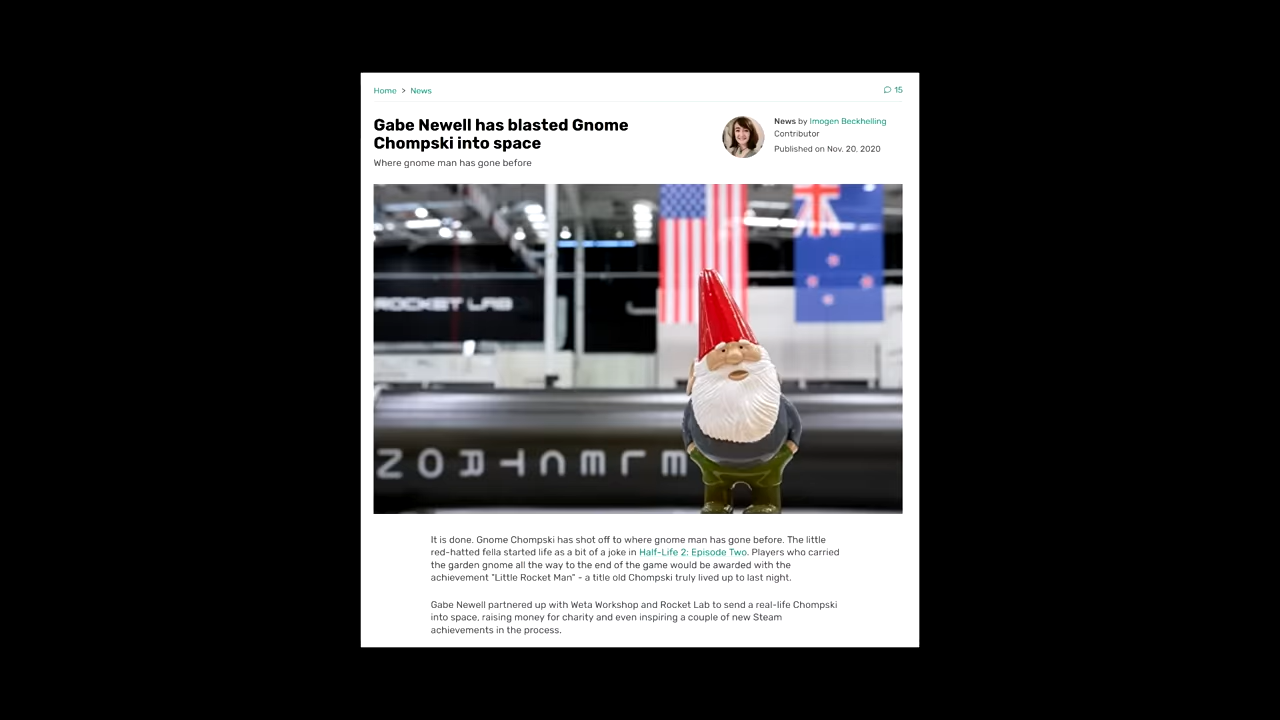 Home > News
15
Gabe Newell has blasted Gnome
Chompski into space
Where gnome man has gone before
News by Imogen Beckhelling
Contributor
Published on Nov. 20, 2020
ROCKET LAB
It is done. Gnome Chompski has shot off to where gnome man has gone before. The little
red-hatted fella started life as a bit of a joke in Half-Life 2: Episode Two. Players who carried
the garden gnome all the way to the end of the game would be awarded with the
achievement "Little Rocket Man" - a title old Chompski truly lived up to last night.
Gabe Newell partnered up with Weta Workshop and Rocket Lab to send a real-life Chompski
into space, raising money for charity and even inspiring a couple of new Steam
achievements in the process.